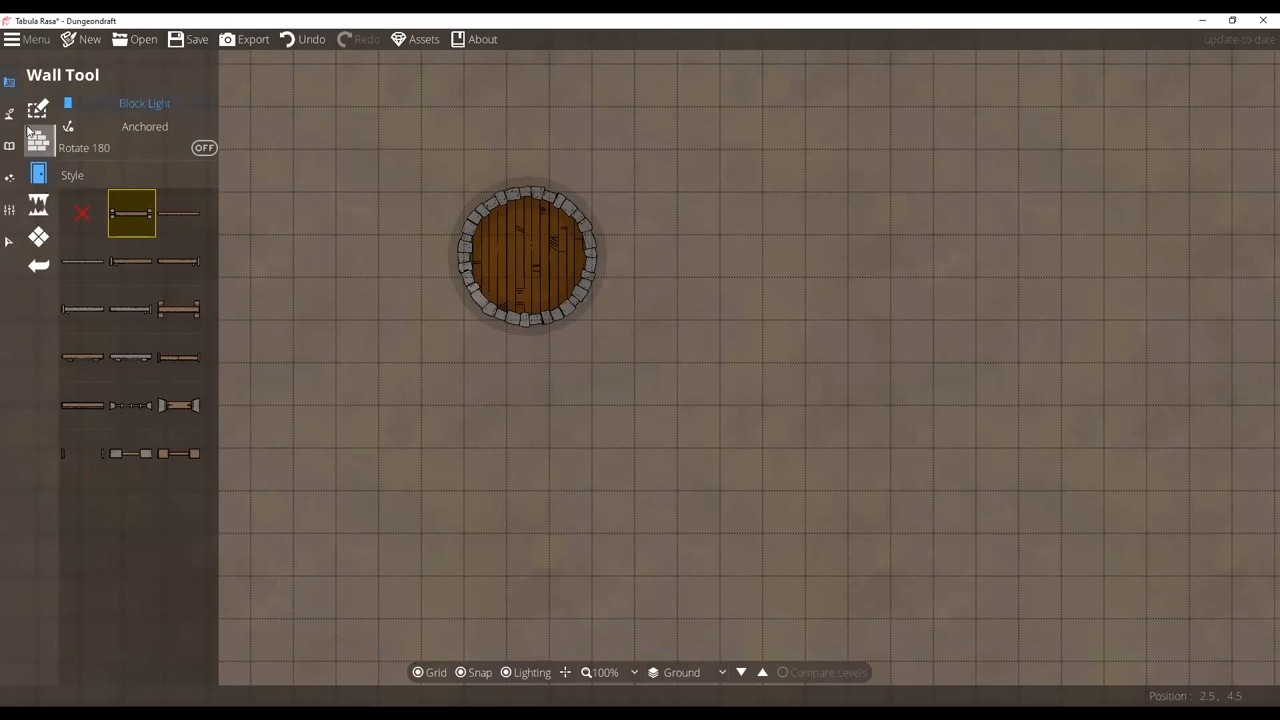 Tabula Rasa* - Dungeondraft
Menu New Open Save Export Undo Redo Assets About update-to-date
Wall Tool
Block Light
Anchored
Rotate 180 OFF
Style
Grid Snap Lighting 100% Ground Compare Levels
Position : 2.5 , 4.5